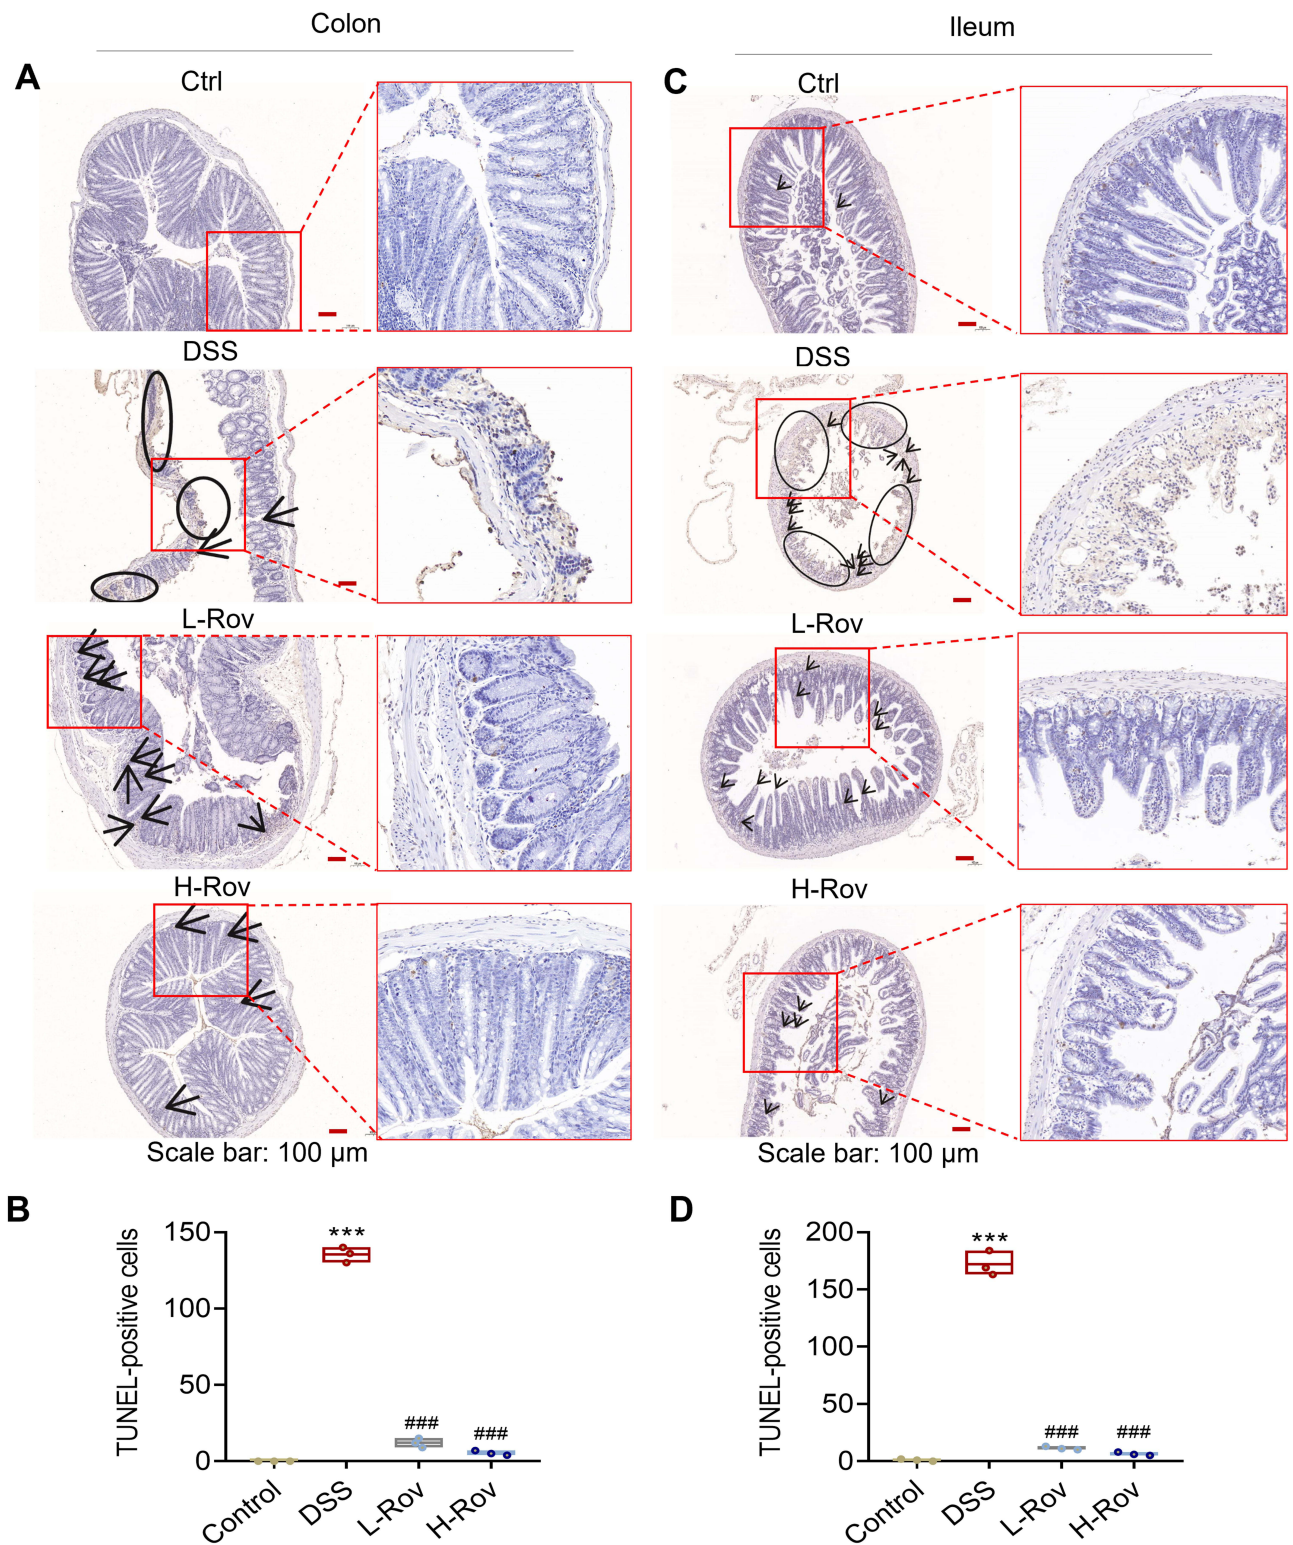 Colon
Ileum
A
Ctrl
C
Ctrl
DSS
DSS
L-Rov
L-Rov
H-Rov
H-Rov
Scale bar: 100 μm
Scale bar: 100 μm
B
TUNEL-positive cells
150
100
50
0
***
###
###
Control
DSS
L-Rov
H-Rov
D
TUNEL-positive cells
200
150
100
50
0
***
###
###
Control
DSS
L-Rov
H-Rov